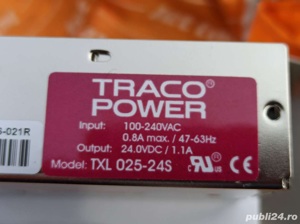 TRACO®
POWER®
Input: 100-240VAC
0.8A max. / 47-63Hz
Output: 24.0VDC / 1.1A
Model: TXL 025-24S
-021R
publi24.ro